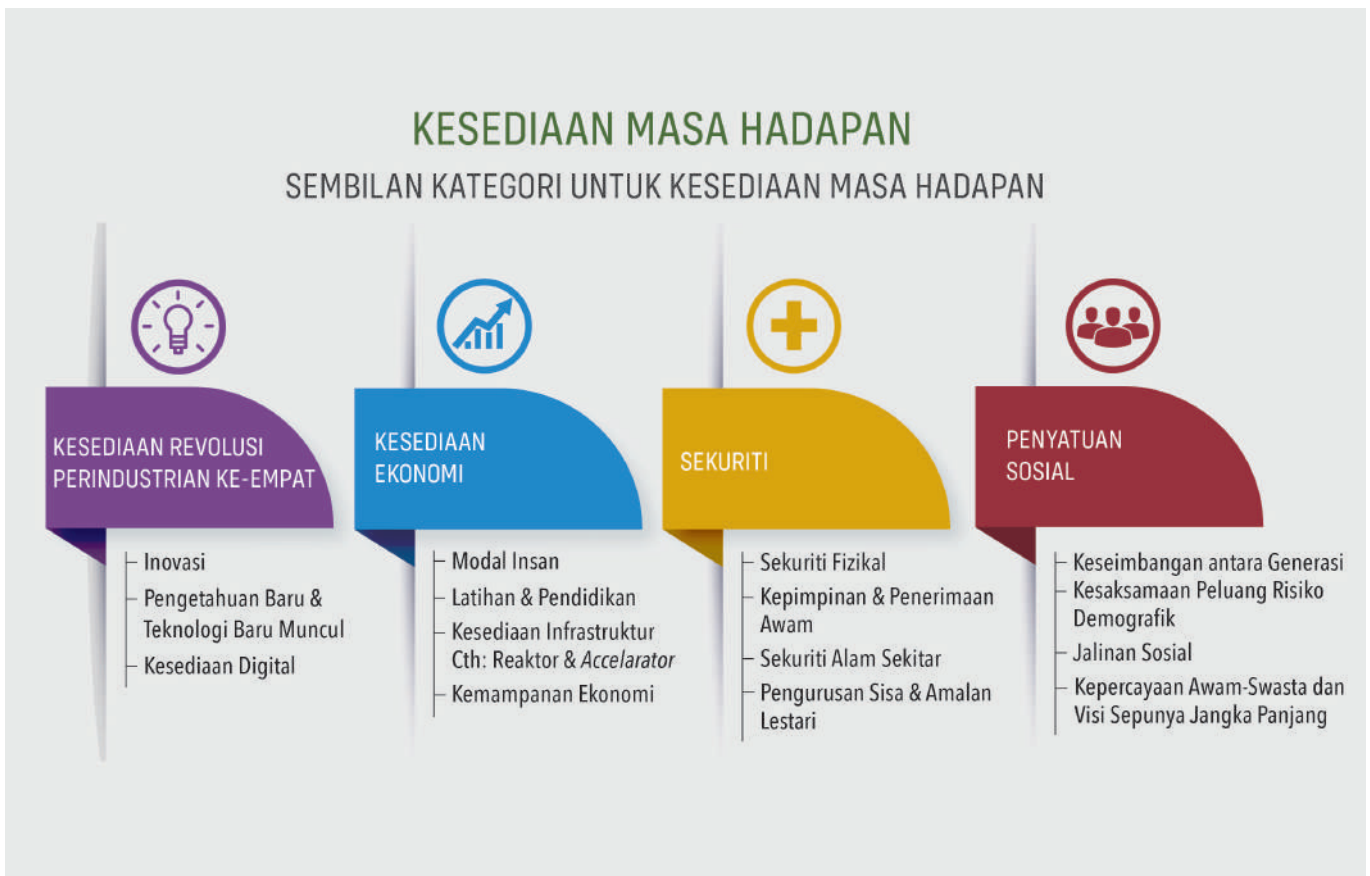 KESEDIAAN MASA HADAPAN
SEMBILAN KATEGORI UNTUK KESEDIAAN MASA HADAPAN
KESEDIAAN REVOLUSI
PERINDUSTRIAN KE-EMPAT
Inovasi
Pengetahuan Baru &
Teknologi Baru Muncul
Kesediaan Digital
KESEDIAAN
EKONOMI
Modal Insan
Latihan & Pendidikan
Kesediaan Infrastruktur
Cth: Reaktor & Accelarator
Kemampanan Ekonomi
SEKURITI
Sekuriti Fizikal
Kepimpinan & Penerimaan
Awam
Sekuriti Alam Sekitar
Pengurusan Sisa & Amalan
Lestari
PENYATUAN
SOSIAL
Keseimbangan antara Generasi
Kesaksamaan Peluang Risiko
Demografik
Jalinan Sosial
Kepercayaan Awam-Swasta dan
Visi Sepunya Jangka Panjang